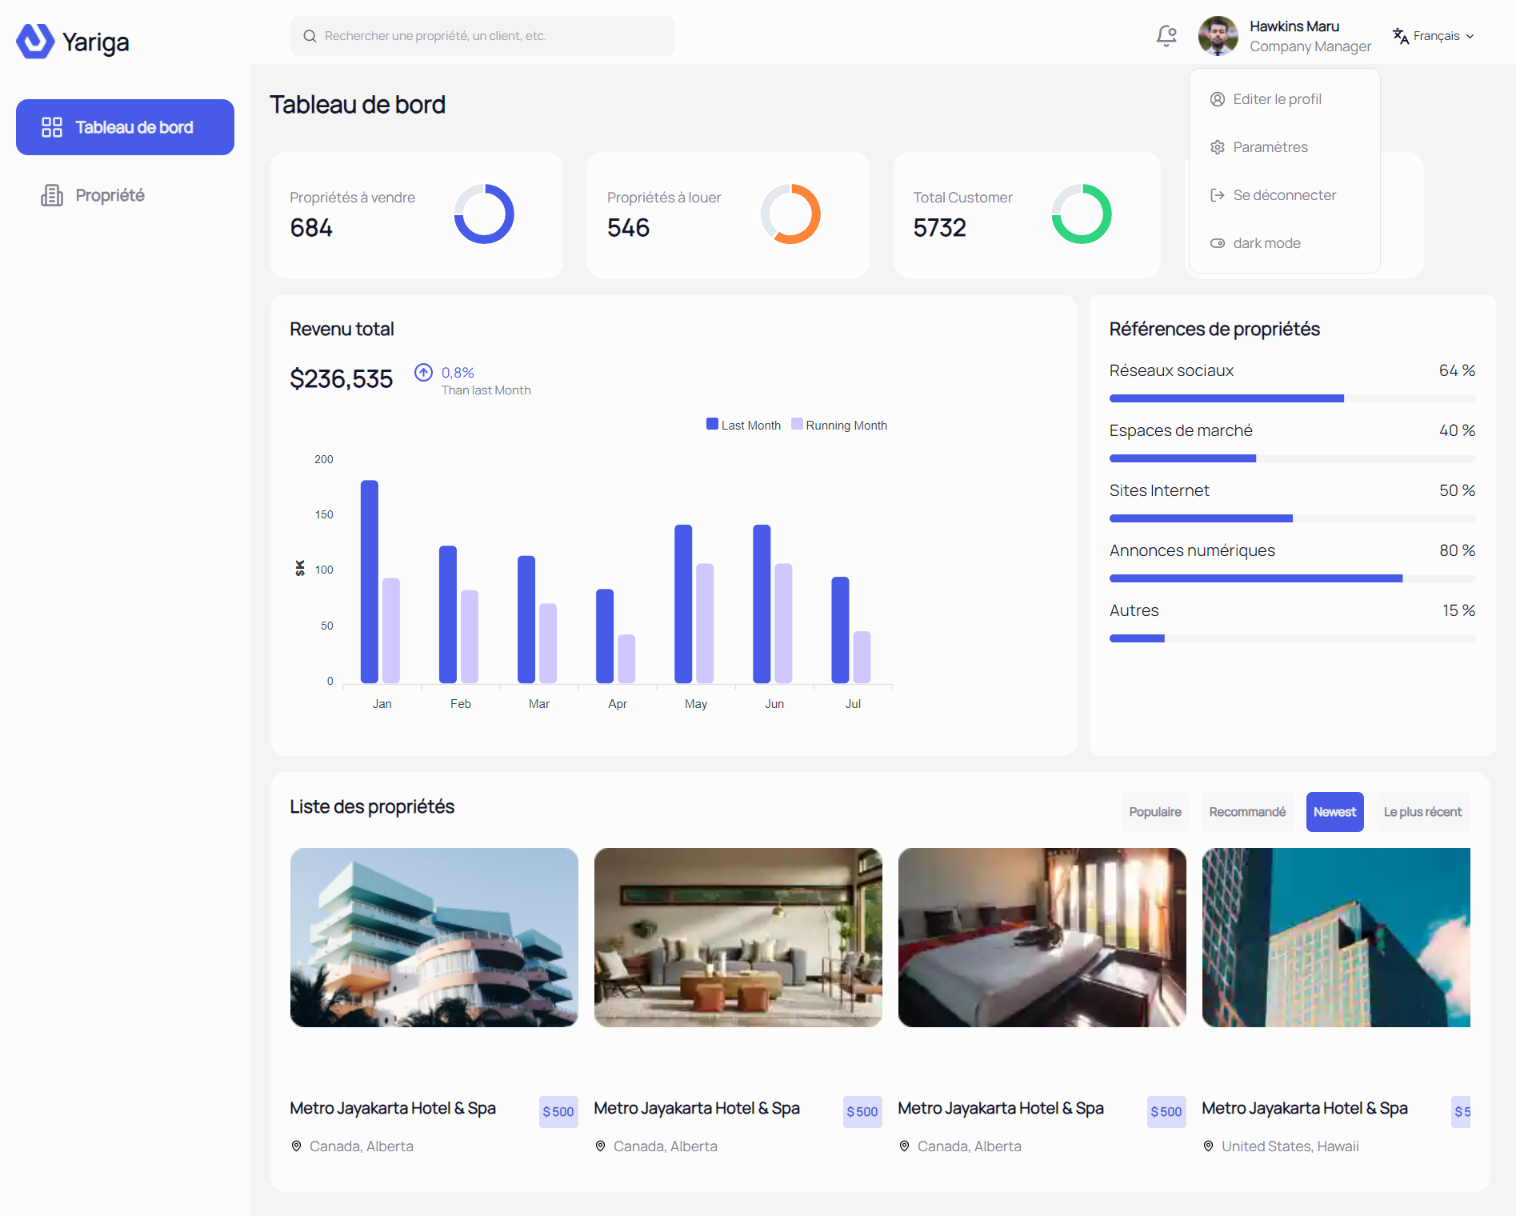 Yariga
Rechercher une propriété, un client, etc.
Hawkins Maru
Company Manager
Français
Tableau de bord
Propriété
Tableau de bord
Editer le profil
Paramètres
Se déconnecter
dark mode
Propriétés à vendre
684
Propriétés à louer
546
Total Customer
5732
Revenu total
$236,535
0,8%
Than last Month
Last Month
Running Month
200
150
100
50
0
$K
Jan
Feb
Mar
Apr
May
Jun
Jul
Références de propriétés
Réseaux sociaux
64 %
Espaces de marché
40 %
Sites Internet
50 %
Annonces numériques
80 %
Autres
15 %
Liste des propriétés
Populaire
Recommandé
Newest
Le plus récent
Metro Jayakarta Hotel & Spa
$ 500
Canada, Alberta
Metro Jayakarta Hotel & Spa
$ 500
Canada, Alberta
Metro Jayakarta Hotel & Spa
$ 500
Canada, Alberta
Metro Jayakarta Hotel & Spa
$ 5
United States, Hawaii